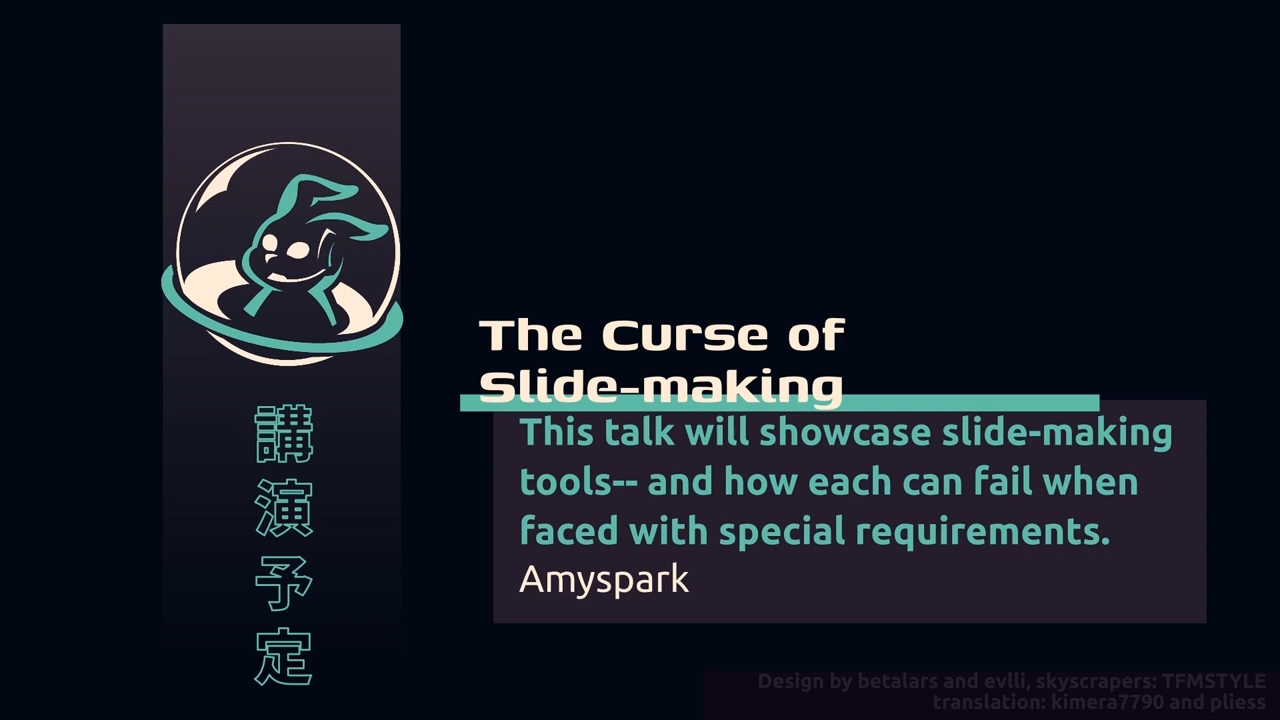 The Curse of
Slide-making
This talk will showcase slide-making
tools-- and how each can fail when
faced with special requirements.
Amyspark
講演予定
Design by betalars and evlli, skyscrapers: TFMSTYLE
translation: kimera7790 and pliess